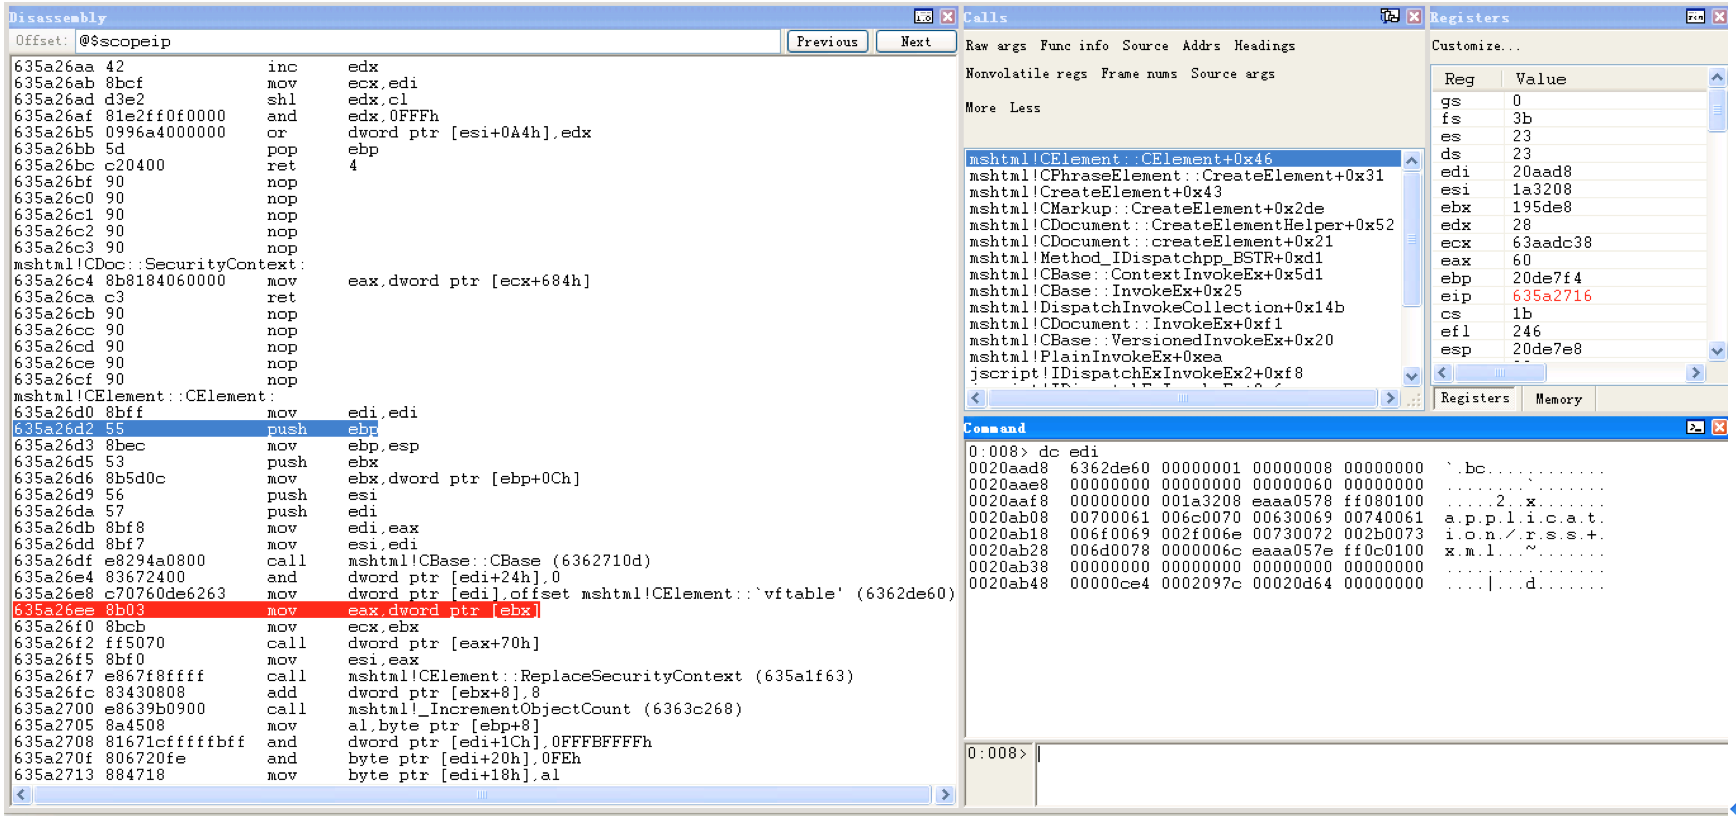 Disassembly
Offset: @$scopeip Previous Next
635a26aa 42 inc edx
635a26ab 8bcf mov ecx,edi
635a26ad d3e2 shl edx,cl
635a26af 81e2ff0f0000 and edx,0FFFh
635a26b5 0996a4000000 or dword ptr [esi+0A4h],edx
635a26bb 5d pop ebp
635a26bc c20400 ret 4
635a26bf 90 nop
635a26c0 90 nop
635a26c1 90 nop
635a26c2 90 nop
635a26c3 90 nop
mshtml!CDoc::SecurityContext:
635a26c4 8b8184060000 mov eax,dword ptr [ecx+684h]
635a26ca c3 ret
635a26cb 90 nop
635a26cc 90 nop
635a26cd 90 nop
635a26ce 90 nop
635a26cf 90 nop
mshtml!CElement::CElement:
635a26d0 8bff mov edi,edi
635a26d2 55 push ebp
635a26d3 8bec mov ebp,esp
635a26d5 53 push ebx
635a26d6 8b5d0c mov ebx,dword ptr [ebp+0Ch]
635a26d9 56 push esi
635a26da 57 push edi
635a26db 8bf8 mov edi,eax
635a26dd 8bf7 mov esi,edi
635a26df e8294a0800 call mshtml!CBase::CBase (6362710d)
635a26e4 83672400 and dword ptr [edi+24h],0
635a26e8 c70760de6263 mov dword ptr [edi],offset mshtml!CElement::`vftable' (6362de60)
635a26ee 8b03 mov eax,dword ptr [ebx]
635a26f0 8bcb mov ecx,ebx
635a26f2 ff5070 call dword ptr [eax+70h]
635a26f5 8bf0 mov esi,eax
635a26f7 e867f8ffff call mshtml!CElement::ReplaceSecurityContext (635a1f63)
635a26fc 83430808 add dword ptr [ebx+8],8
635a2700 e8639b0900 call mshtml!_IncrementObjectCount (6363c268)
635a2705 8a4508 mov al,byte ptr [ebp+8]
635a2708 81671cfffffbff and dword ptr [edi+1Ch],0FFFBFFFFh
635a270f 806720fe and byte ptr [edi+20h],0FEh
635a2713 884718 mov byte ptr [edi+18h],al
Calls
Raw args Func info Source Addrs Headings
Nonvolatile regs Frame nums Source args
More Less
mshtml!CElement::CElement+0x46
mshtml!CPhraseElement::CreateElement+0x31
mshtml!CreateElement+0x43
mshtml!CMarkup::CreateElement+0x2de
mshtml!CDocument::CreateElementHelper+0x52
mshtml!CDocument::createElement+0x21
mshtml!Method_IDispatchpp_BSTR+0xd1
mshtml!CBase::ContextInvokeEx+0x5d1
mshtml!CBase::InvokeEx+0x25
mshtml!DispatchInvokeCollection+0x14b
mshtml!CDocument::InvokeEx+0xf1
mshtml!CBase::VersionedInvokeEx+0x20
mshtml!PlainInvokeEx+0xea
jscript!IDispatchExInvokeEx2+0xf8
Registers
Customize...
Reg Value
gs 0
fs 3b
es 23
ds 23
edi 20aad8
esi 1a3208
ebx 195de8
edx 28
ecx 63aadc38
eax 60
ebp 20de7f4
eip 635a2716
cs 1b
efl 246
esp 20de7e8
Registers Memory
Command
0:008> dc edi
0020aad8 6362de60 00000001 00000008 00000000 `.bc............
0020aae8 00000000 00000000 00000060 00000000 ........`.......
0020aaf8 00000000 001a3208 eaaa0578 ff080100 .....2..x.......
0020ab08 00700061 006c0070 00630069 00740061 a.p.p.l.i.c.a.t.
0020ab18 006f0069 002f006e 00730072 002b0073 i.o.n./.r.s.s.+.
0020ab28 006d0078 0000006c eaaa057e ff0c0100 x.m.l...~.......
0020ab38 00000000 00000000 00000000 00000000 ................
0020ab48 00000ce4 0002097c 00020d64 00000000 ....|...d.......
0:008>